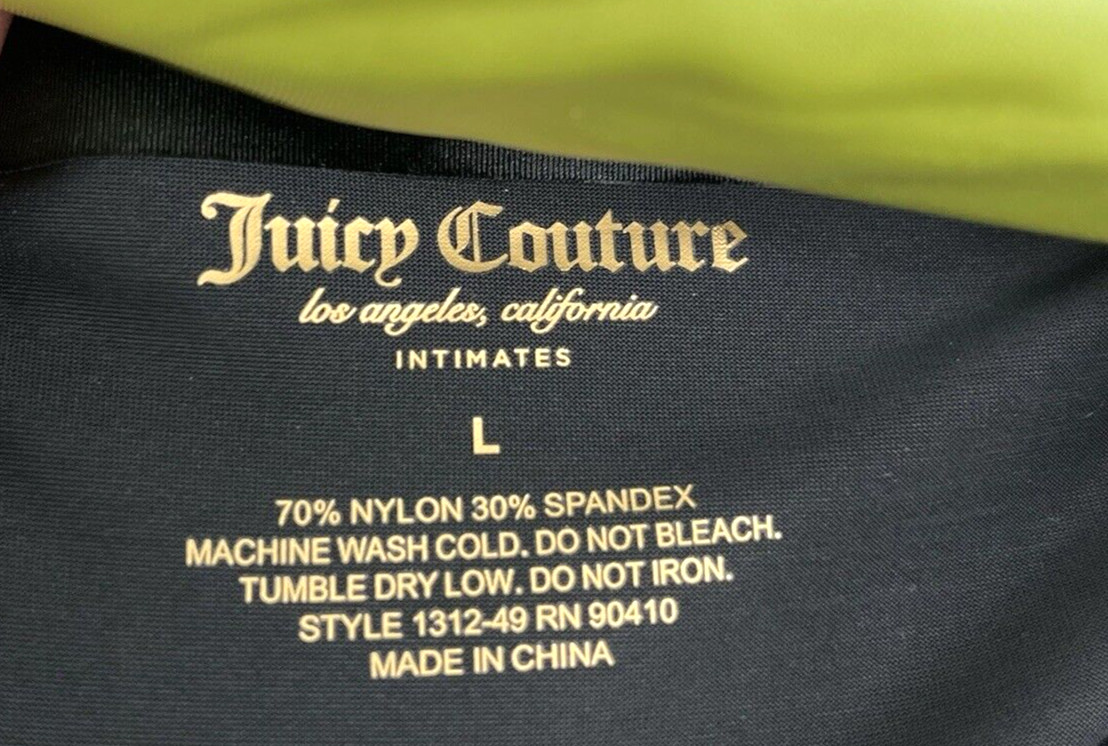 Juicy Couture
los angeles, california
INTIMATES
L
70% NYLON 30% SPANDEX
MACHINE WASH COLD. DO NOT BLEACH.
TUMBLE DRY LOW. DO NOT IRON.
STYLE 1312-49 RN 90410
MADE IN CHINA